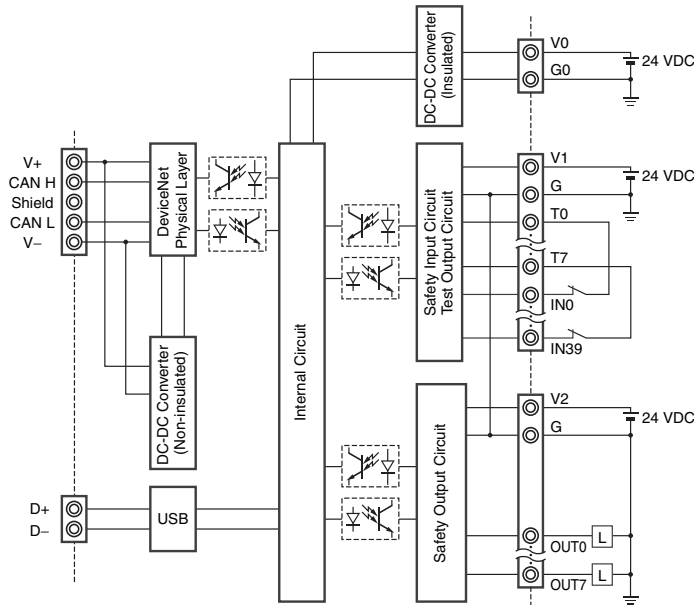 DC-DC Converter
(Insulated)
V0
24 VDC
G0
V+
CAN H
Shield
CAN L
V–
DeviceNet
Physical Layer
DC-DC Converter
(Non-insulated)
D+
D–
USB
Internal Circuit
Safety Input Circuit
Test Output Circuit
V1
24 VDC
G
T0
T7
IN0
IN39
Safety Output Circuit
V2
24 VDC
G
OUT0
L
OUT7
L